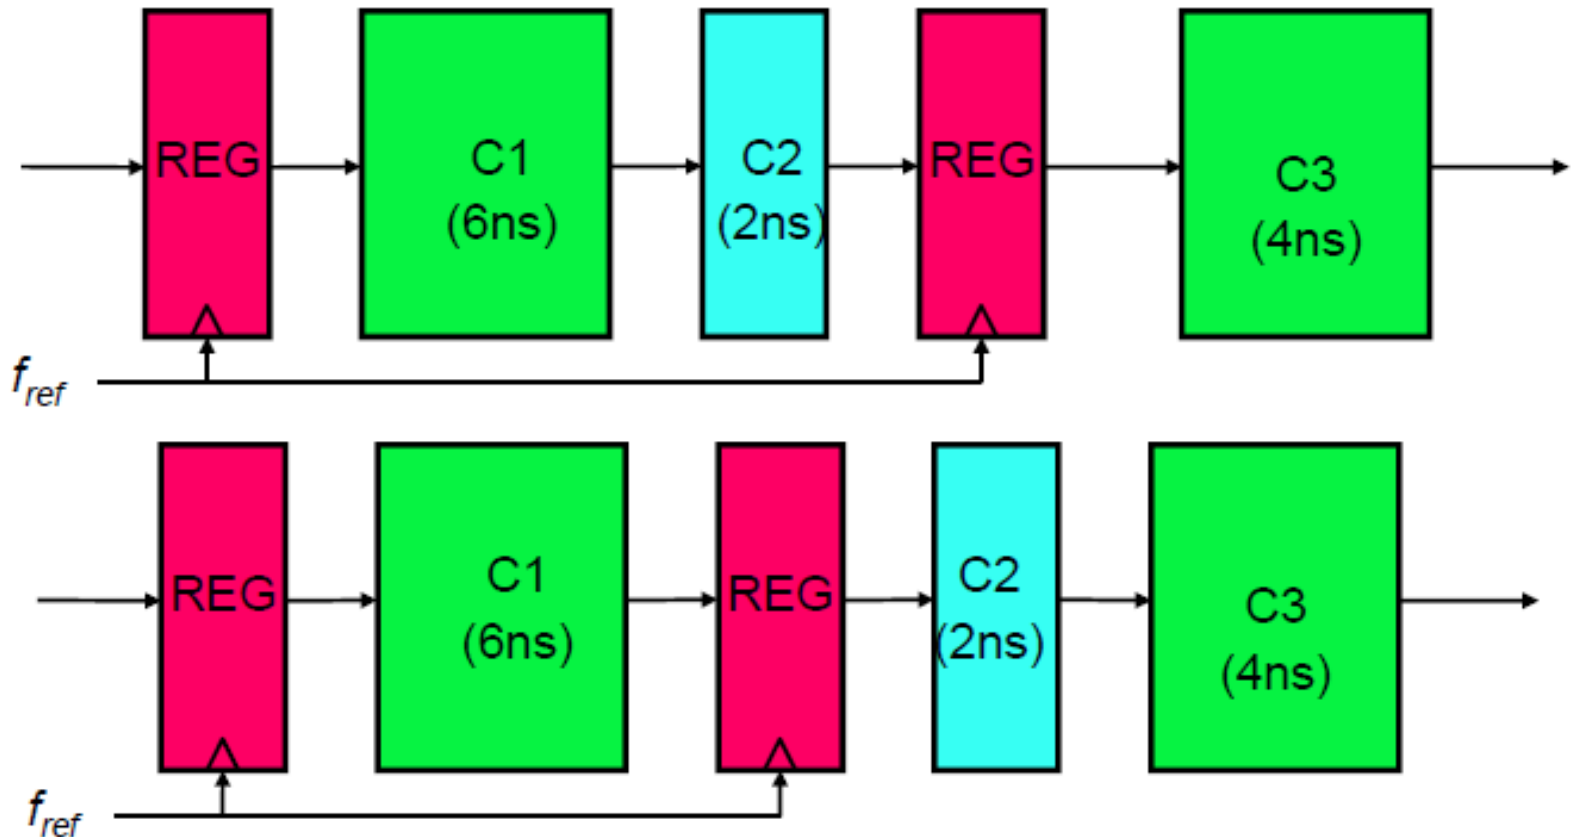 REG
C1
(6ns)
C2
(2ns)
REG
C3
(4ns)
fref
REG
C1
(6ns)
REG
C2
(2ns)
C3
(4ns)
fref